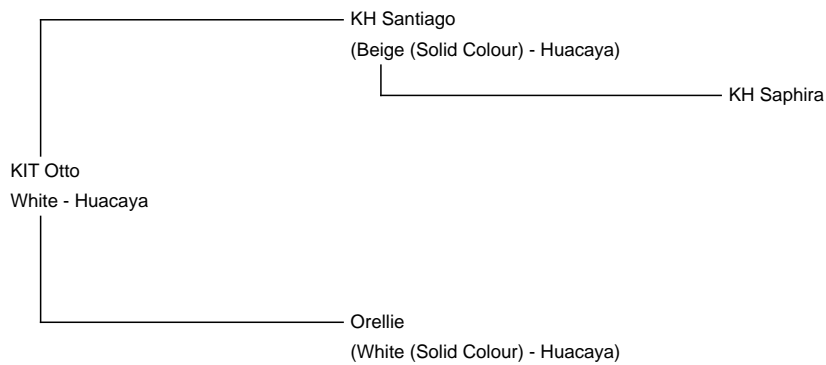 KH Santiago
(Beige (Solid Colour) - Huacaya)
KH Saphira
KIT Otto
White - Huacaya
Orellie
(White (Solid Colour) - Huacaya)